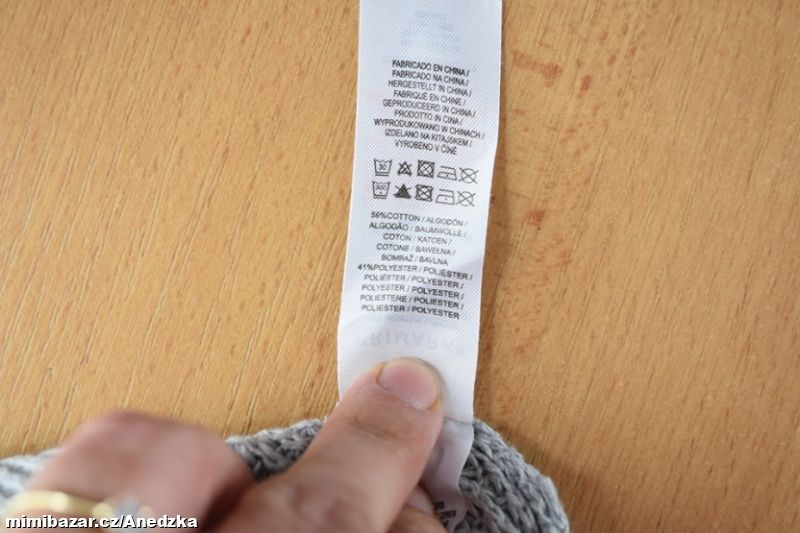 FABRICADO EN CHINA /
FABRICADO NA CHINA /
HERGESTELLT IN CHINA /
FABRIQUÉ EN CHINE /
GEPRODUCEERD IN CHINA /
PRODOTTO IN CINA /
WYPRODUKOWANO W CHINACH /
IZDELANO NA KITAJSKEM /
VYROBENO V ČÍNĚ
30
COTTON / ALGODÓN /
ALGODÃO / BAUMWOLLE /
COTON / KATOEN /
COTONE / BAWEŁNA /
BOMBAŽ / BAVLNA
41%POLYESTER / POLIÉSTER /
POLIÉSTER / POLYESTER /
POLYESTER / POLYESTER /
POLIESTERE / POLIESTER /
POLIESTER / POLYESTER
PRIMARK
mimibazar.cz/Anedzka